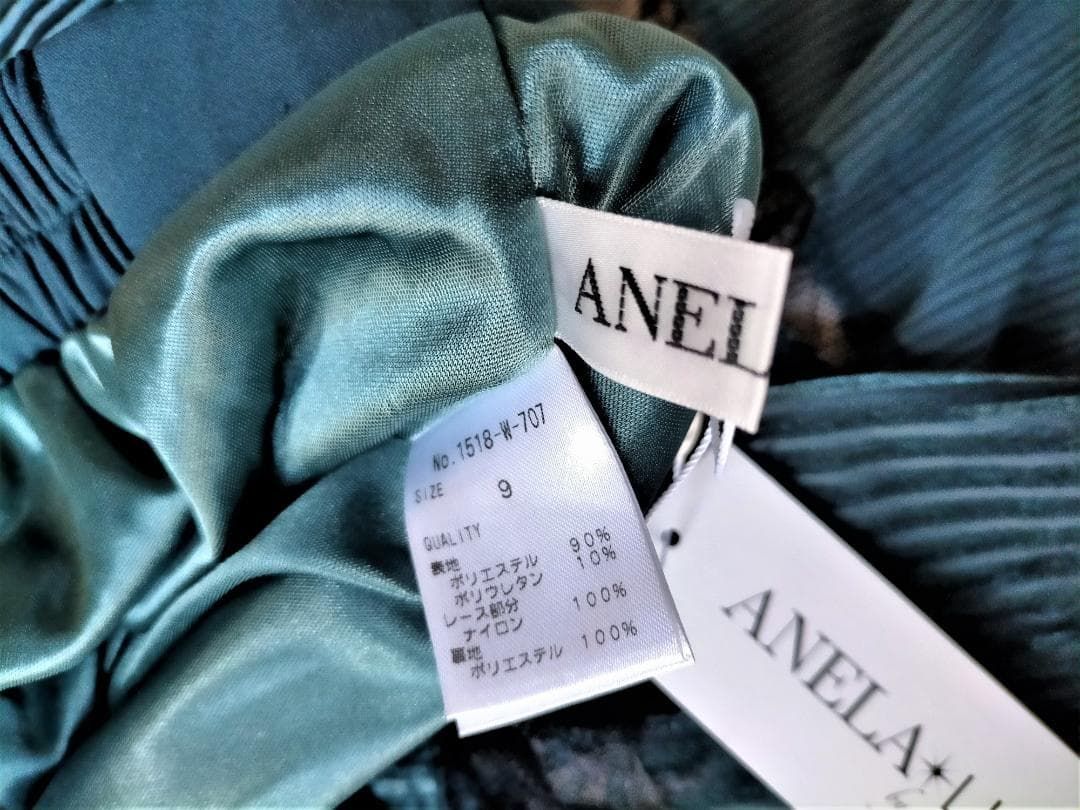 ANEL
No.1518-W-707
SIZE 9
QUALITY
表地
ポリエステル 90%
ポリウレタン 10%
レース部分
ナイロン 100%
裏地
ポリエステル 100%
ANELA